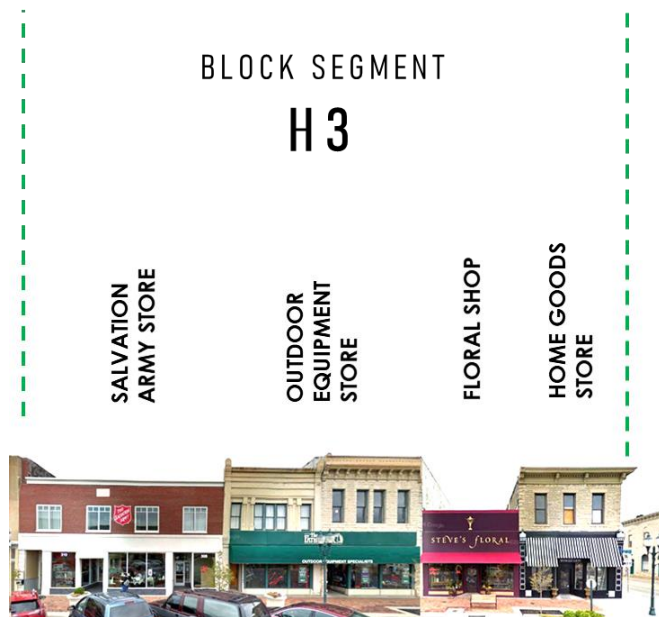 BLOCK SEGMENT
H3
SALVATION
ARMY STORE
OUTDOOR
EQUIPMENT
STORE
FLORAL SHOP
HOME GOODS
STORE
The
OUTDOOR EQUIPMENT SPECIALISTS
STEVE'S FLORAL